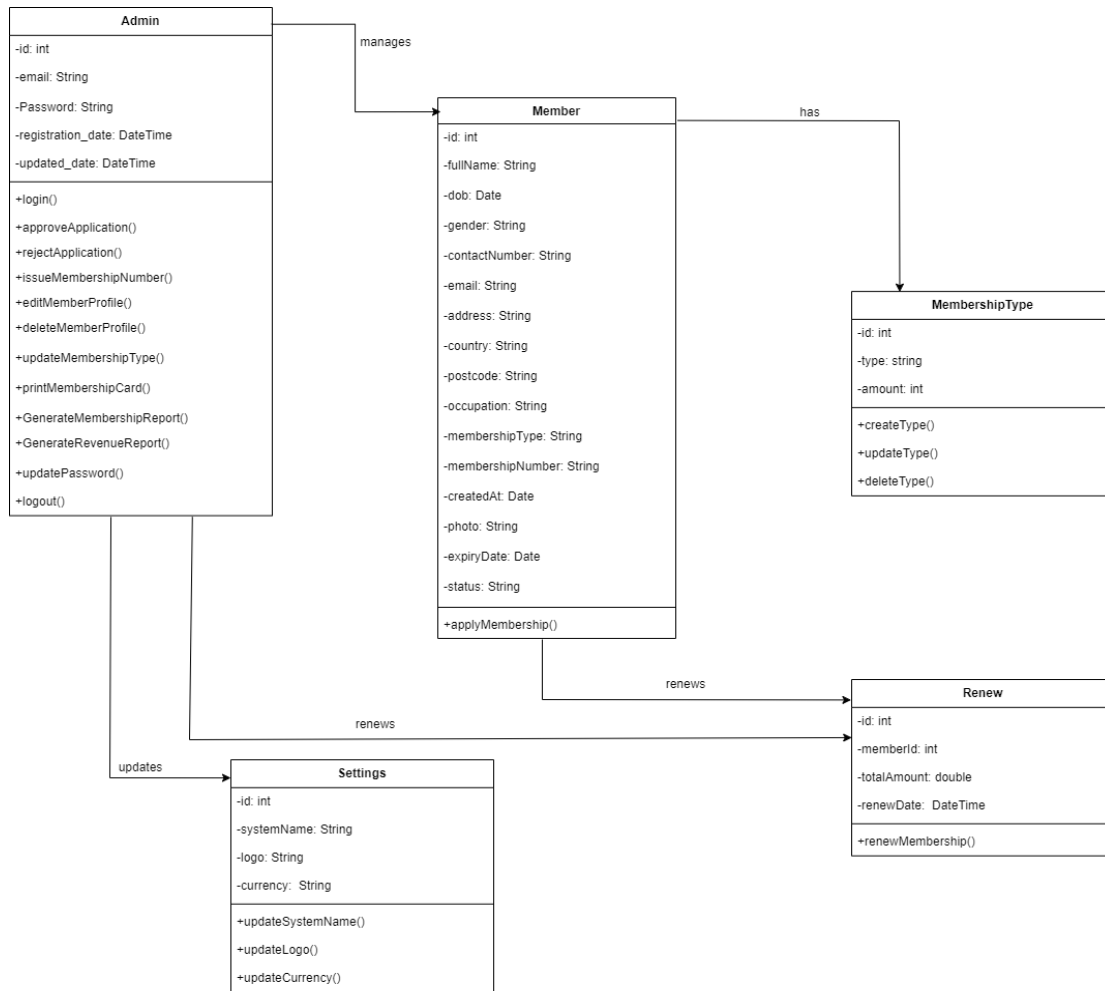 Admin
-id: int
-email: String
-Password: String
-registration_date: DateTime
-updated_date: DateTime
+login()
+approveApplication()
+rejectApplication()
+issueMembershipNumber()
+editMemberProfile()
+deleteMemberProfile()
+updateMembershipType()
+printMembershipCard()
+GenerateMembershipReport()
+GenerateRevenueReport()
+updatePassword()
+logout()
manages
Member
-id: int
-fullName: String
-dob: Date
-gender: String
-contactNumber: String
-email: String
-address: String
-country: String
-postcode: String
-occupation: String
-membershipType: String
-membershipNumber: String
-createdAt: Date
-photo: String
-expiryDate: Date
-status: String
+applyMembership()
has
MembershipType
-id: int
-type: string
-amount: int
+createType()
+updateType()
+deleteType()
renews
Renew
-id: int
-memberId: int
-totalAmount: double
-renewDate:  DateTime
+renewMembership()
renews
updates
Settings
-id: int
-systemName: String
-logo: String
-currency:  String
+updateSystemName()
+updateLogo()
+updateCurrency()